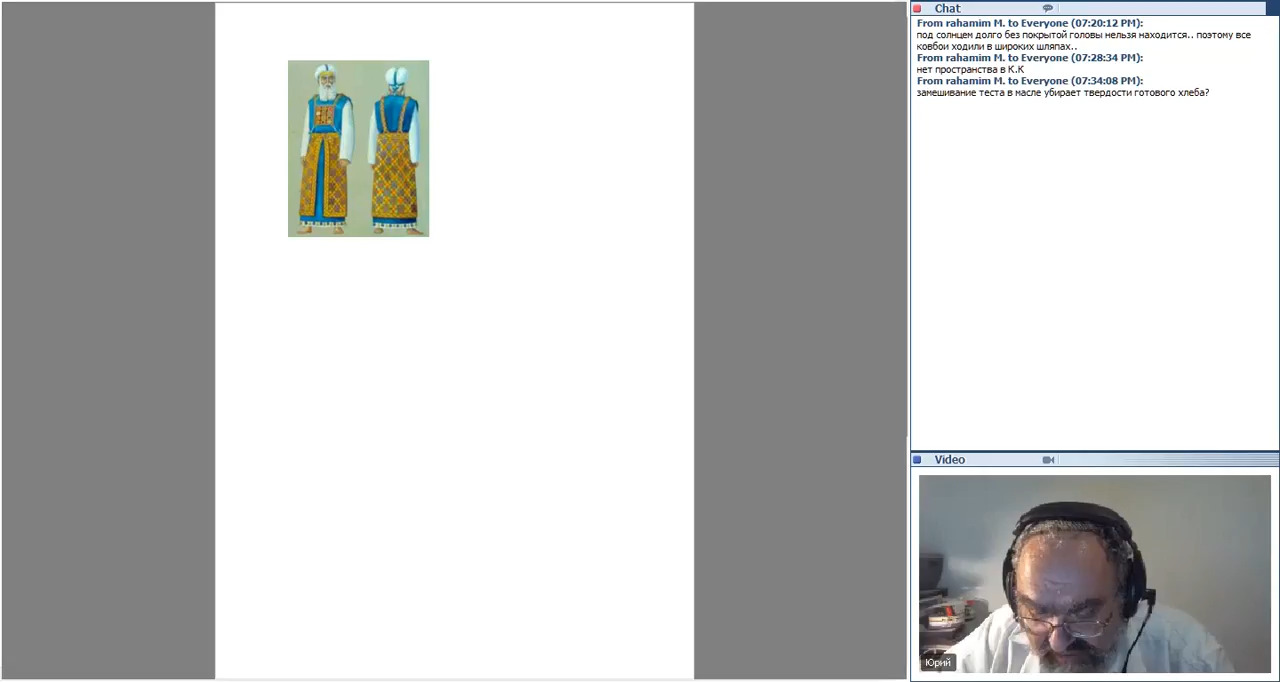 Chat
From rahamim M. to Everyone (07:20:12 PM):
под солнцем долго без покрытой головы нельзя находится.. поэтому все
ковбои ходили в широких шляпах..
From rahamim M. to Everyone (07:28:34 PM):
нет пространства в К.К
From rahamim M. to Everyone (07:34:08 PM):
замешивание теста в масле убирает твердости готового хлеба?
Video
Юрий